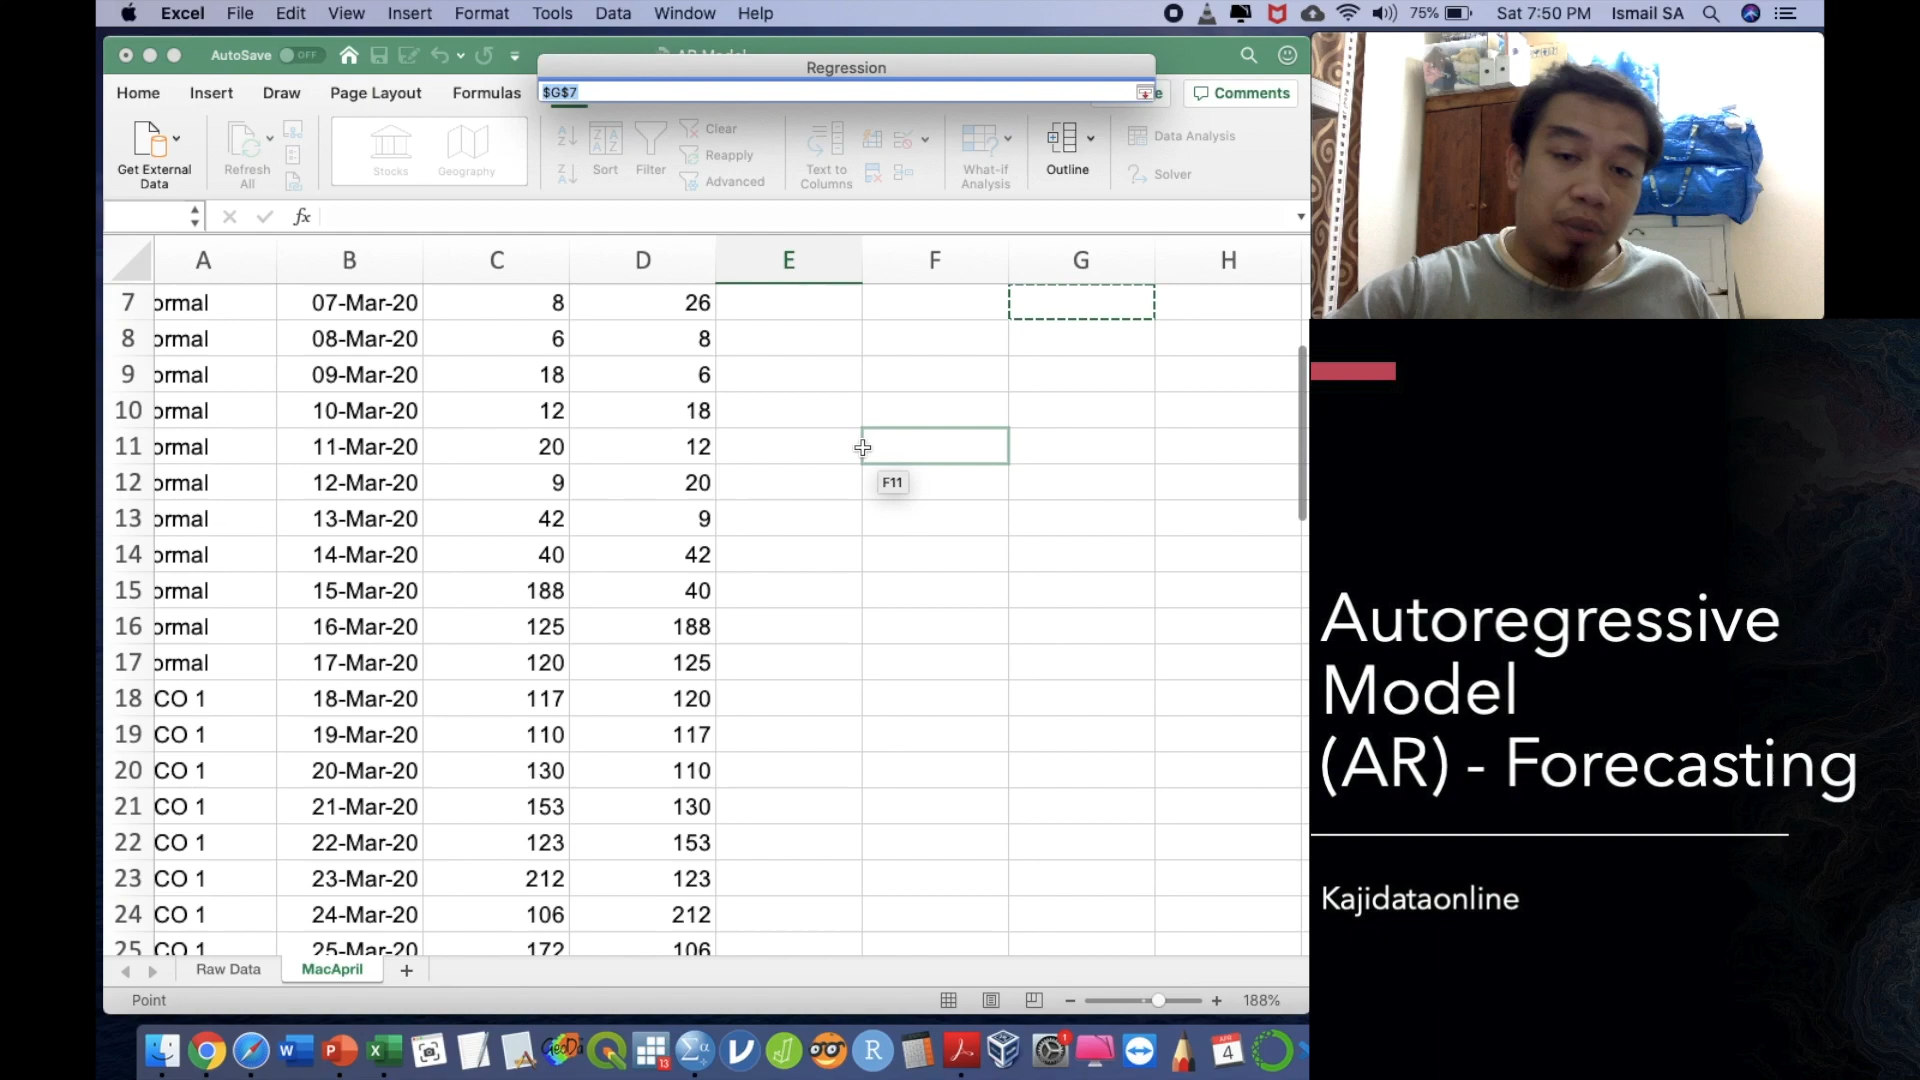 Excel File Edit View Insert Format Tools Data Window Help 75% Sat 7:50 PM Ismail SA
AutoSave OFF
Regression
$G$7
Home Insert Draw Page Layout Formulas
Comments
Get External Data
Refresh All
Stocks
Geography
Sort
Filter
Clear
Reapply
Advanced
Text to Columns
What-if Analysis
Outline
Data Analysis
Solver
fx
A B C D E F G H
7 ormal 07-Mar-20 8 26
8 ormal 08-Mar-20 6 8
9 ormal 09-Mar-20 18 6
10 ormal 10-Mar-20 12 18
11 ormal 11-Mar-20 20 12
12 ormal 12-Mar-20 9 20
F11
13 ormal 13-Mar-20 42 9
14 ormal 14-Mar-20 40 42
15 ormal 15-Mar-20 188 40
16 ormal 16-Mar-20 125 188
17 ormal 17-Mar-20 120 125
18 CO 1 18-Mar-20 117 120
19 CO 1 19-Mar-20 110 117
20 CO 1 20-Mar-20 130 110
21 CO 1 21-Mar-20 153 130
22 CO 1 22-Mar-20 123 153
23 CO 1 23-Mar-20 212 123
24 CO 1 24-Mar-20 106 212
25 CO 1 25-Mar-20 172 106
Raw Data MacApril +
Point
188%
Autoregressive
Model
(AR) - Forecasting
Kajidataonline